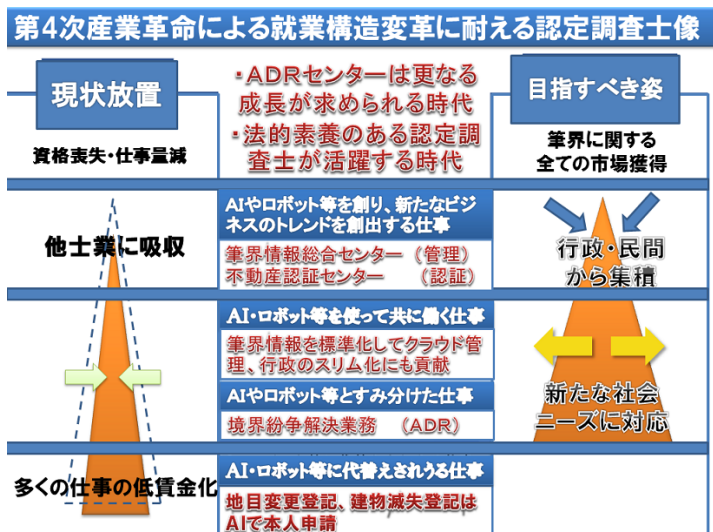 第4次産業革命による就業構造変革に耐える認定調査士像
現状放置
資格喪失・仕事量減
・ADRセンターは更なる
成長が求められる時代
・法的素養のある認定調
査士が活躍する時代
目指すべき姿
筆界に関する
全ての市場獲得
他士業に吸収
AIやロボット等を創り、新たなビジ
ネスのトレンドを創出する仕事
筆界情報総合センター （管理）
不動産認証センター （認証）
行政・民間
から集積
AI・ロボット等を使って共に働く仕事
筆界情報を標準化してクラウド管
理、行政のスリム化にも貢献
AIやロボット等とすみ分けた仕事
境界紛争解決業務 （ADR）
新たな社会
ニーズに対応
多くの仕事の低賃金化
AI・ロボット等に代替えされうる仕事
地目変更登記、建物滅失登記は
AIで本人申請